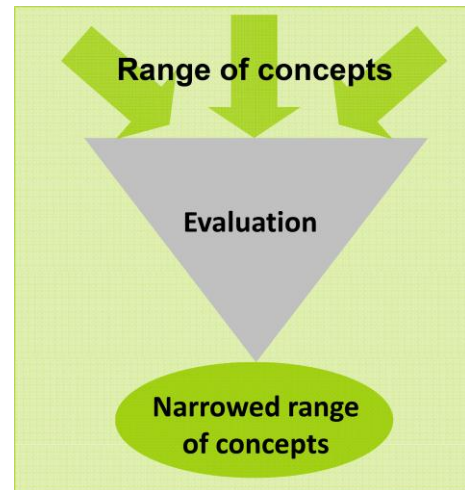 Range of concepts
Evaluation
Narrowed range
of concepts